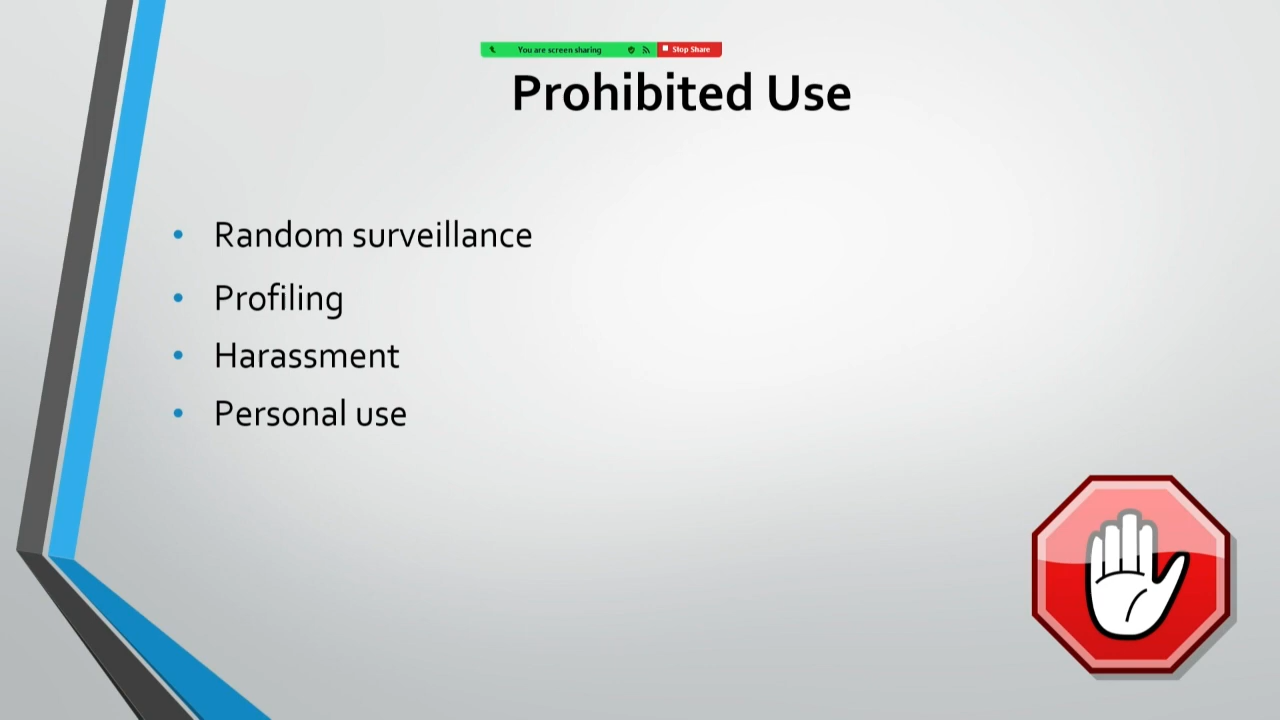 You are screen sharing
Stop Share
Prohibited Use
• Random surveillance
• Profiling
• Harassment
• Personal use